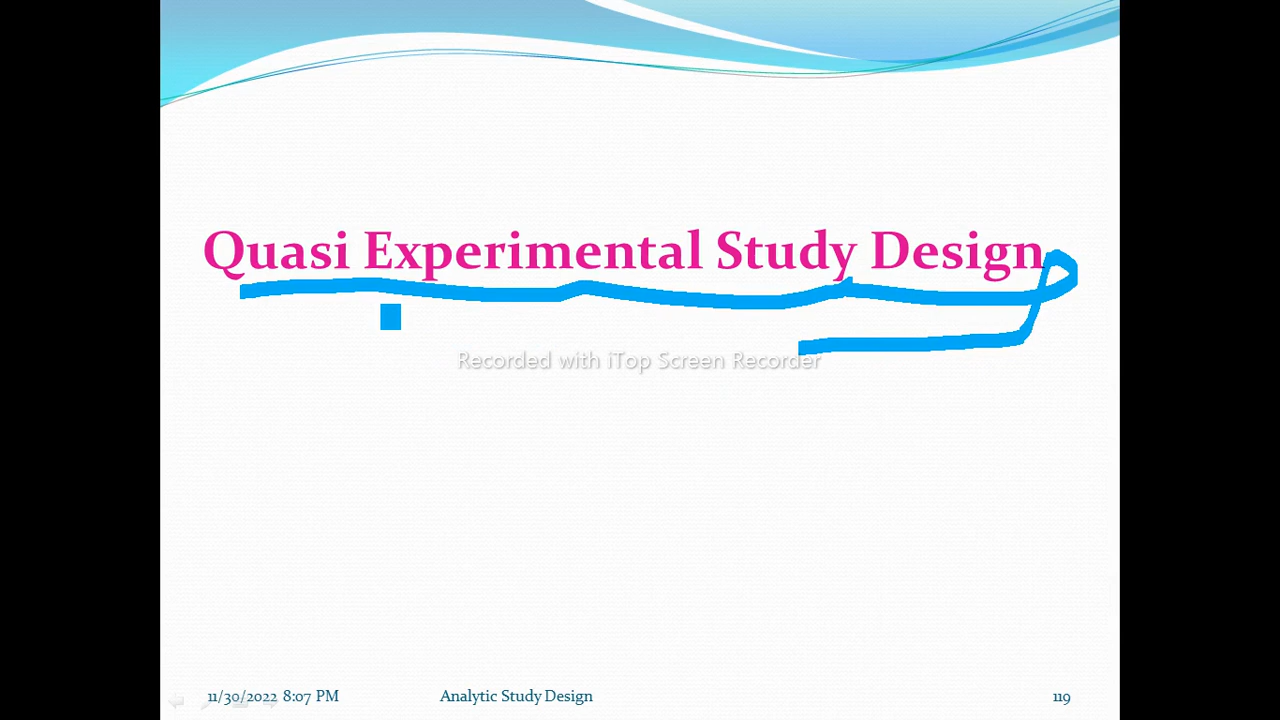 Quasi Experimental Study Design
Recorded with iTop Screen Recorder
11/30/2022 8:07 PM Analytic Study Design 119